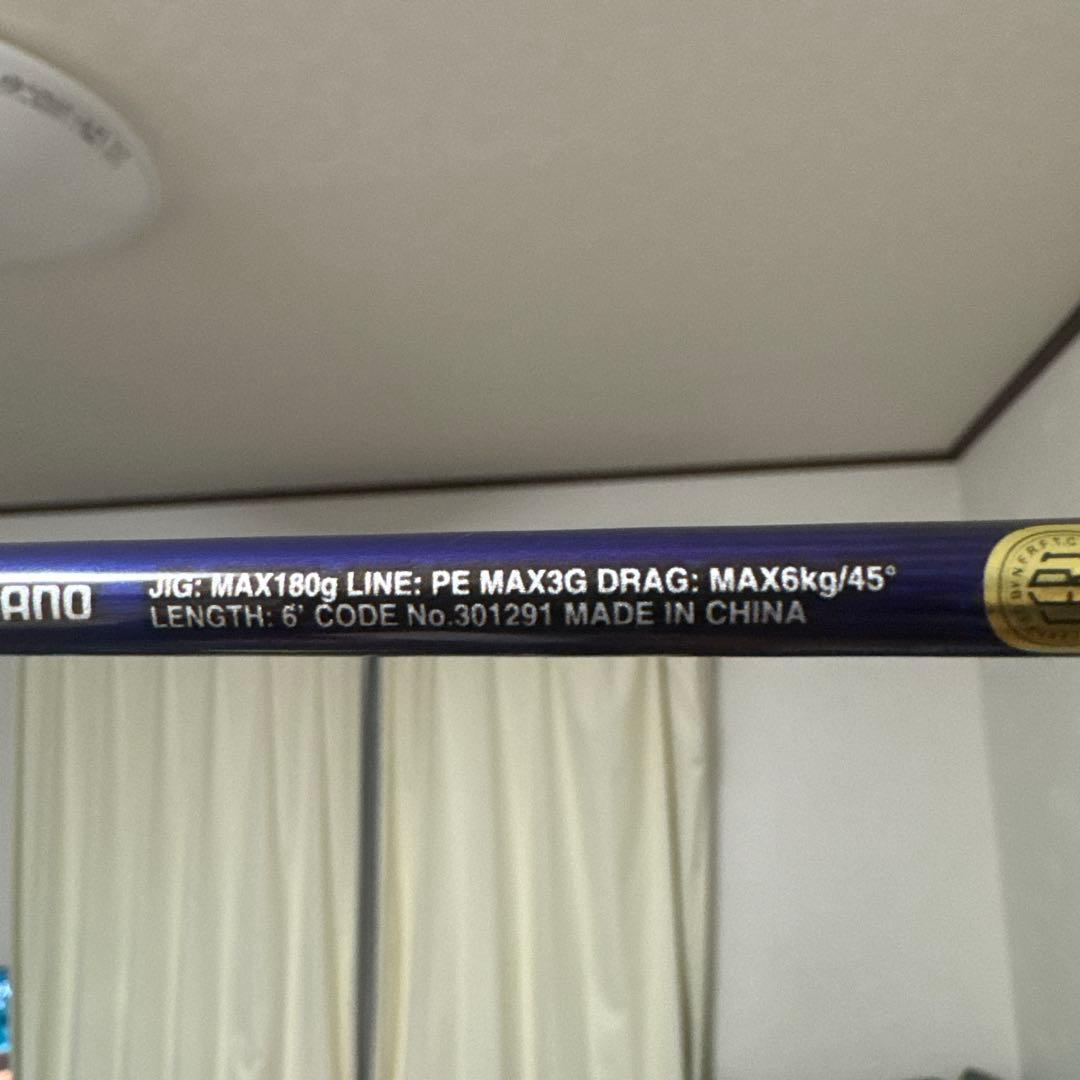 ANO
JIG: MAX180g LINE: PE MAX3G DRAG: MAX6kg/45°
LENGTH: 6' CODE No.301291 MADE IN CHINA